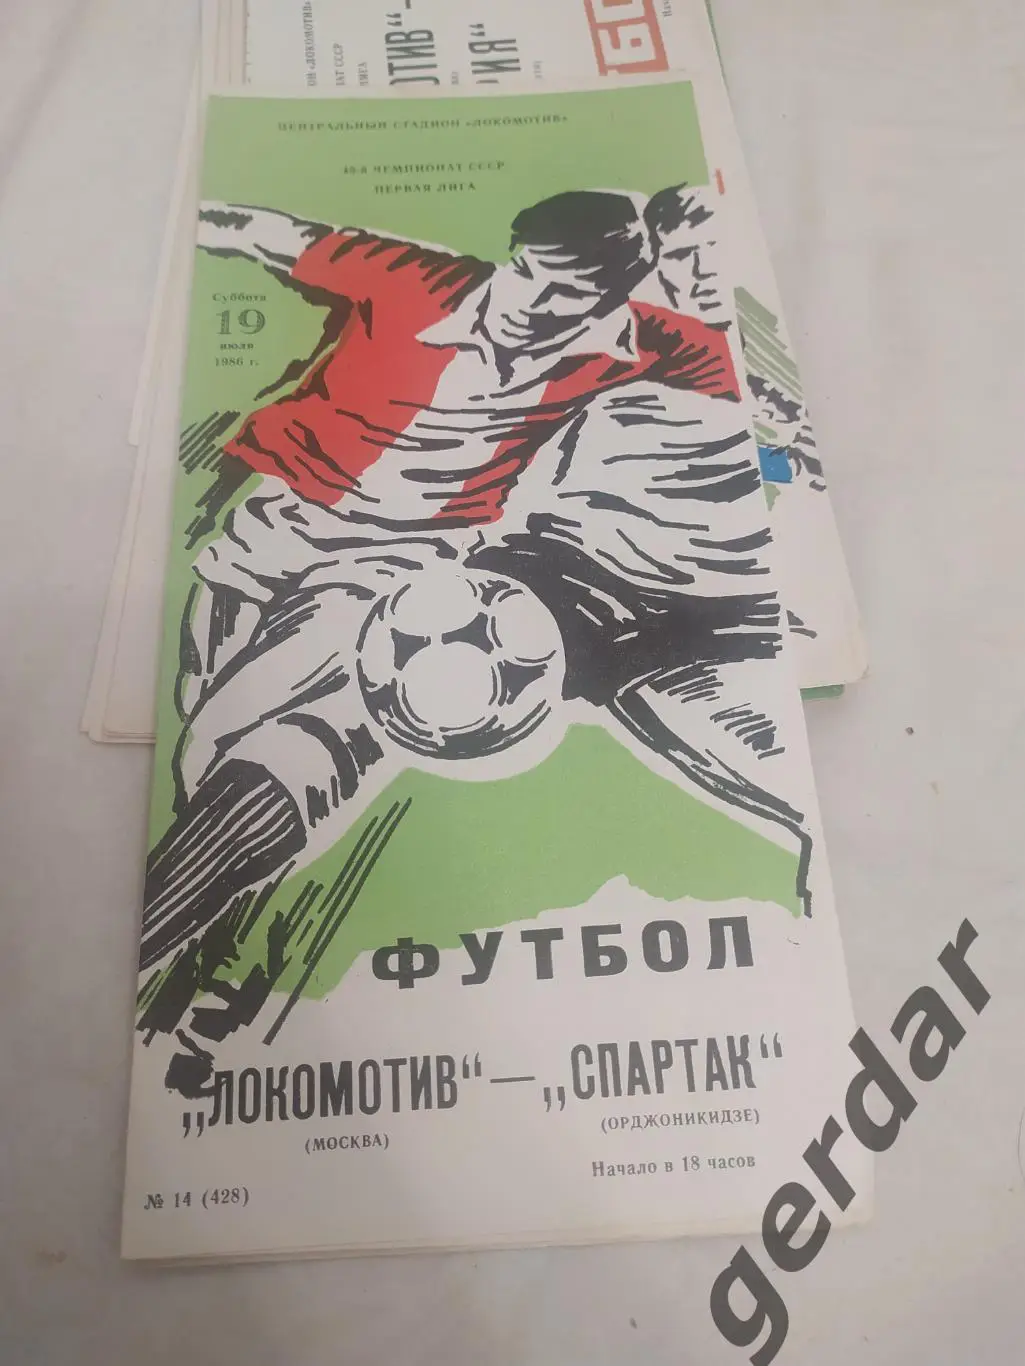 ЦЕНТРАЛЬНЫЙ СТАДИОН «ЛОКОМОТИВ»
49-й ЧЕМПИОНАТ СССР
ПЕРВАЯ ЛИГА
Суббота
19
июля
1986 г.
ФУТБОЛ
„ЛОКОМОТИВ“ — „СПАРТАК“
(МОСКВА)
(ОРДЖОНИКИДЗЕ)
Начало в 18 часов
№ 14 (428)
gerdar